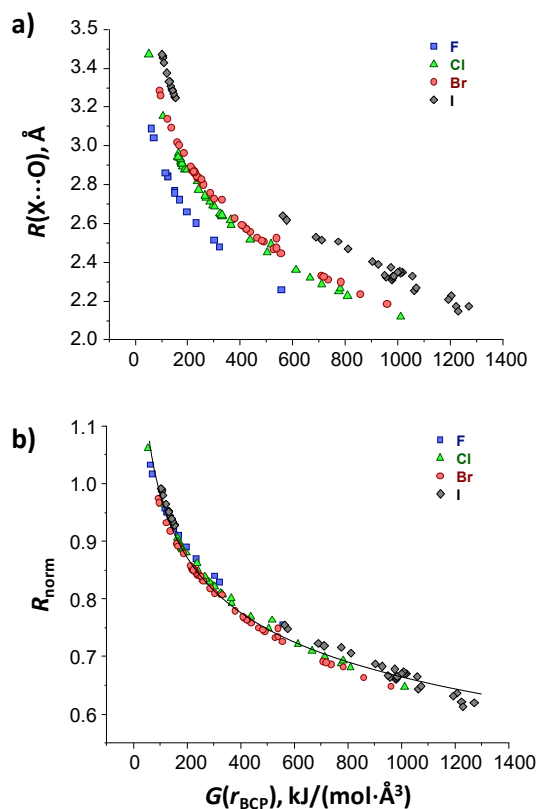 a)
F
Cl
Br
I
R(X···O), Å
3.5
3.4
3.2
3.0
2.8
2.6
2.4
2.2
2.0
0 200 400 600 800 1000 1200 1400
b)
F
Cl
Br
I
R_norm
1.1
1.0
0.9
0.8
0.7
0.6
0 200 400 600 800 1000 1200 1400
G(r_BCP), kJ/(mol·Å³)